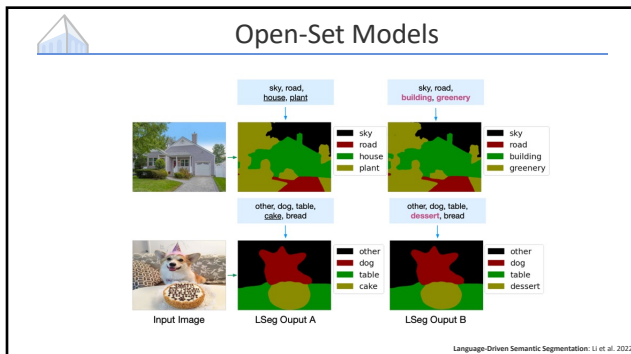 Open-Set Models
sky, road,
house, plant
sky, road,
building, greenery
sky
road
house
plant
sky
road
building
greenery
other, dog, table,
cake, bread
other, dog, table,
dessert, bread
other
dog
table
cake
other
dog
table
dessert
Input Image
LSeg Ouput A
LSeg Ouput B
Language-Driven Semantic Segmentation: Li et al. 2022